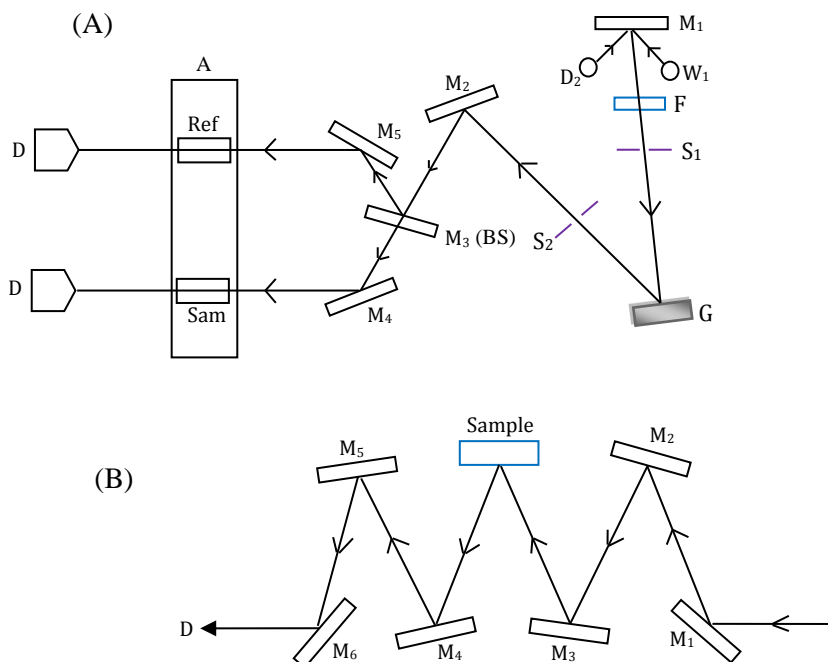 (A)
M₁
A
D₂
W₁
M₂
F
Ref
M₅
S₁
D
M₃ (BS)
S₂
D
Sam
M₄
G
Sample
M₅
M₂
(B)
D
M₆
M₄
M₃
M₁